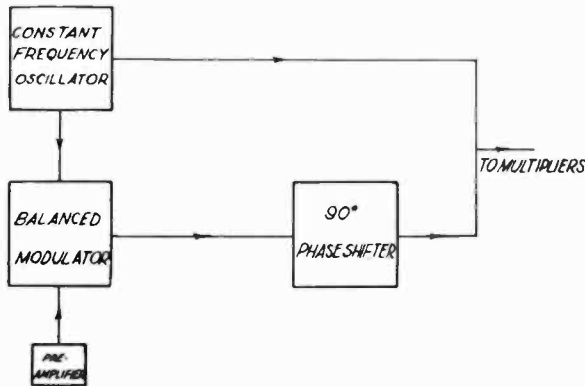 CONSTANT
FREQUENCY
OSCILLATOR
TO MULTIPLIERS
BALANCED
MODULATOR
90°
PHASE SHIFTER
PRE-
AMPLIFIER